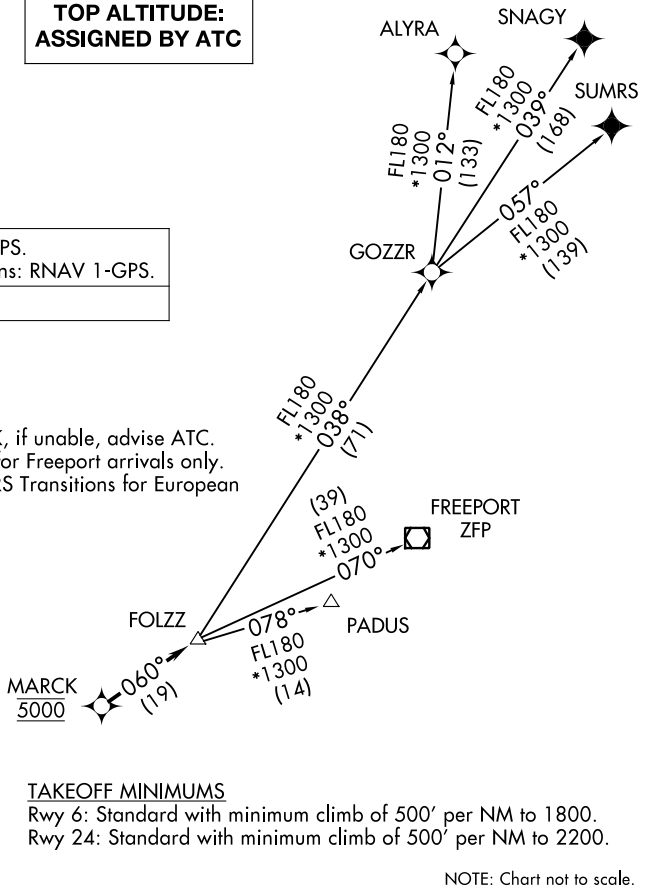 TOP ALTITUDE:
ASSIGNED BY ATC
ALYRA
SNAGY
SUMRS
FL180
*1300
012°
(133)
FL180
*1300
039°
(168)
057°
FL180
*1300
(139)
PS.
ns: RNAV 1-GPS.
GOZZR
FL180
*1300
038°
(71)
K, if unable, advise ATC.
or Freeport arrivals only.
RS Transitions for European
(39)
FL180
*1300
070°
FREEPORT
ZFP
FOLZZ
078°
FL180
*1300
(14)
PADUS
MARCK
5000
060°
(19)
TAKEOFF MINIMUMS
Rwy 6: Standard with minimum climb of 500' per NM to 1800.
Rwy 24: Standard with minimum climb of 500' per NM to 2200.
NOTE: Chart not to scale.